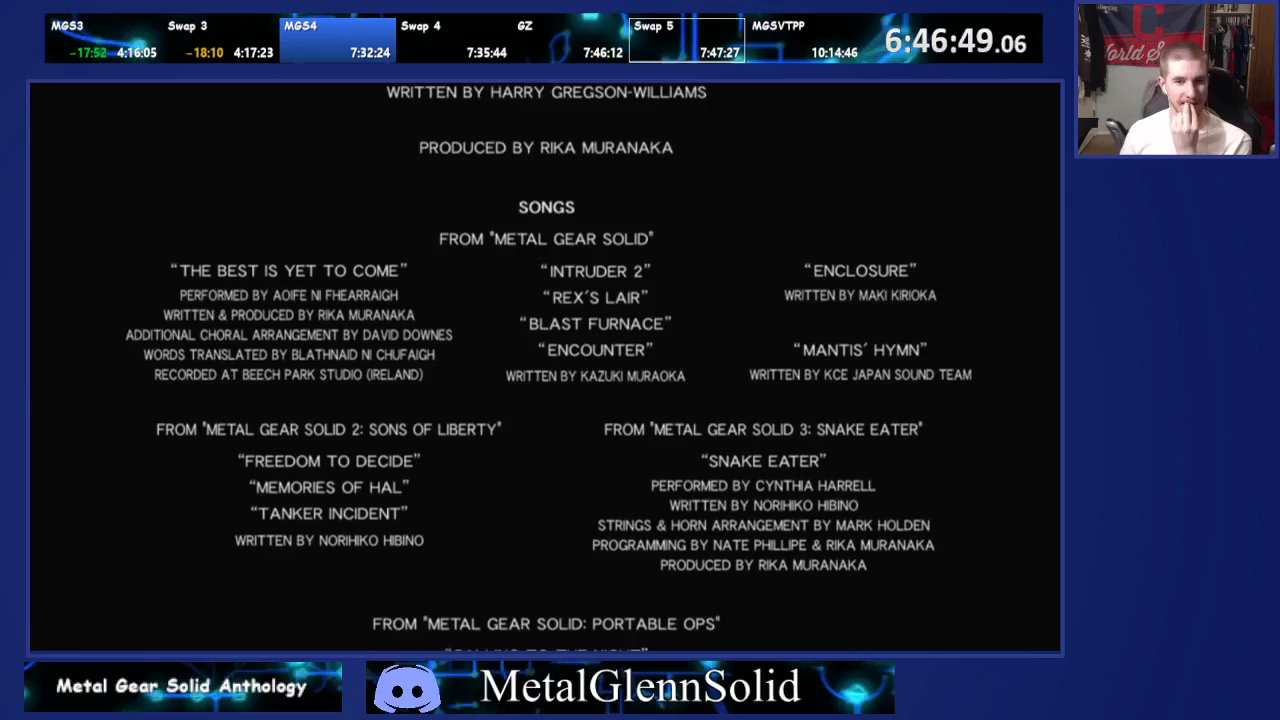 MGS3
-17:52 4:16:05
Swap 3
-18:10 4:17:23
MGS4
7:32:24
Swap 4
7:35:44
GZ
7:46:12
Swap 5
7:47:27
MGSVTPP
10:14:46
6:46:49.06
WRITTEN BY HARRY GREGSON-WILLIAMS
PRODUCED BY RIKA MURANAKA
SONGS
FROM "METAL GEAR SOLID"
"THE BEST IS YET TO COME"
PERFORMED BY AOIFE NI FHEARRAIGH
WRITTEN & PRODUCED BY RIKA MURANAKA
ADDITIONAL CHORAL ARRANGEMENT BY DAVID DOWNES
WORDS TRANSLATED BY BLATHNAID NI CHUFAIGH
RECORDED AT BEECH PARK STUDIO (IRELAND)
"INTRUDER 2"
"REX'S LAIR"
"BLAST FURNACE"
"ENCOUNTER"
WRITTEN BY KAZUKI MURAOKA
"ENCLOSURE"
WRITTEN BY MAKI KIRIOKA
"MANTIS' HYMN"
WRITTEN BY KCE JAPAN SOUND TEAM
FROM "METAL GEAR SOLID 2: SONS OF LIBERTY"
"FREEDOM TO DECIDE"
"MEMORIES OF HAL"
"TANKER INCIDENT"
WRITTEN BY NORIHIKO HIBINO
FROM "METAL GEAR SOLID 3: SNAKE EATER"
"SNAKE EATER"
PERFORMED BY CYNTHIA HARRELL
WRITTEN BY NORIHIKO HIBINO
STRINGS & HORN ARRANGEMENT BY MARK HOLDEN
PROGRAMMING BY NATE PHILLIPE & RIKA MURANAKA
PRODUCED BY RIKA MURANAKA
FROM "METAL GEAR SOLID: PORTABLE OPS"
Metal Gear Solid Anthology
MetalGlennSolid